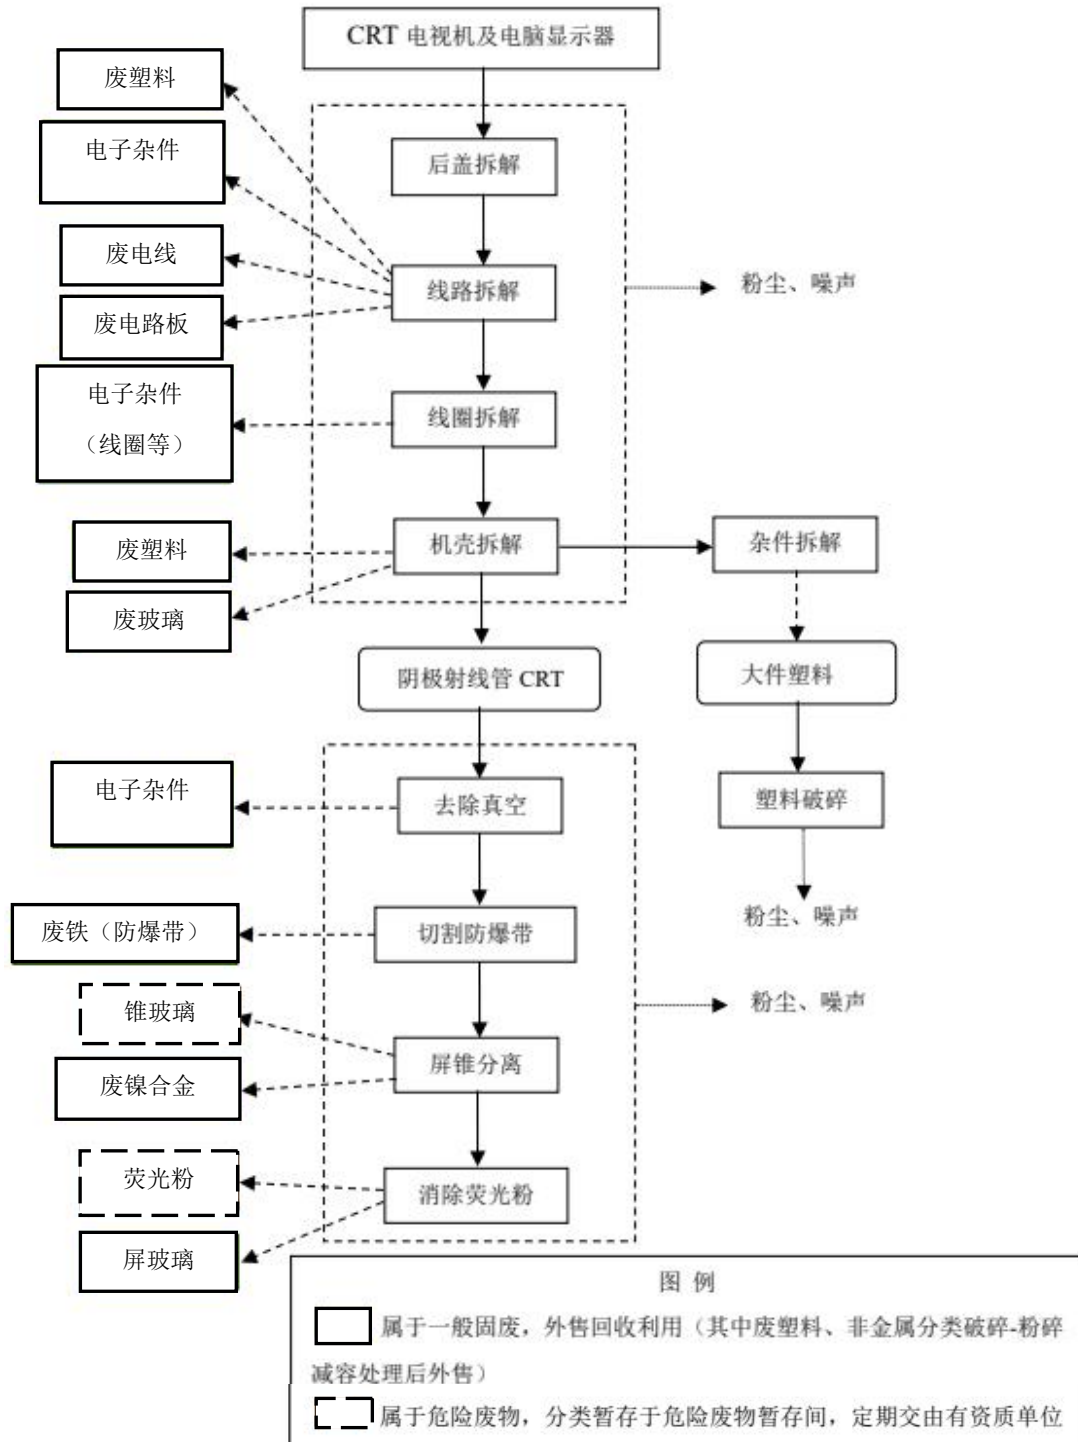 CRT 电视机及电脑显示器
废塑料
电子杂件
后盖拆解
废电线
线路拆解
粉尘、噪声
废电路板
电子杂件
（线圈等）
线圈拆解
废塑料
机壳拆解
杂件拆解
废玻璃
阴极射线管 CRT
大件塑料
电子杂件
去除真空
塑料破碎
粉尘、噪声
废铁（防爆带）
切割防爆带
锥玻璃
粉尘、噪声
屏锥分离
废镍合金
荧光粉
消除荧光粉
屏玻璃
图 例
属于一般固废，外售回收利用（其中废塑料、非金属分类破碎-粉碎
减容处理后外售）
属于危险废物，分类暂存于危险废物暂存间，定期交由有资质单位